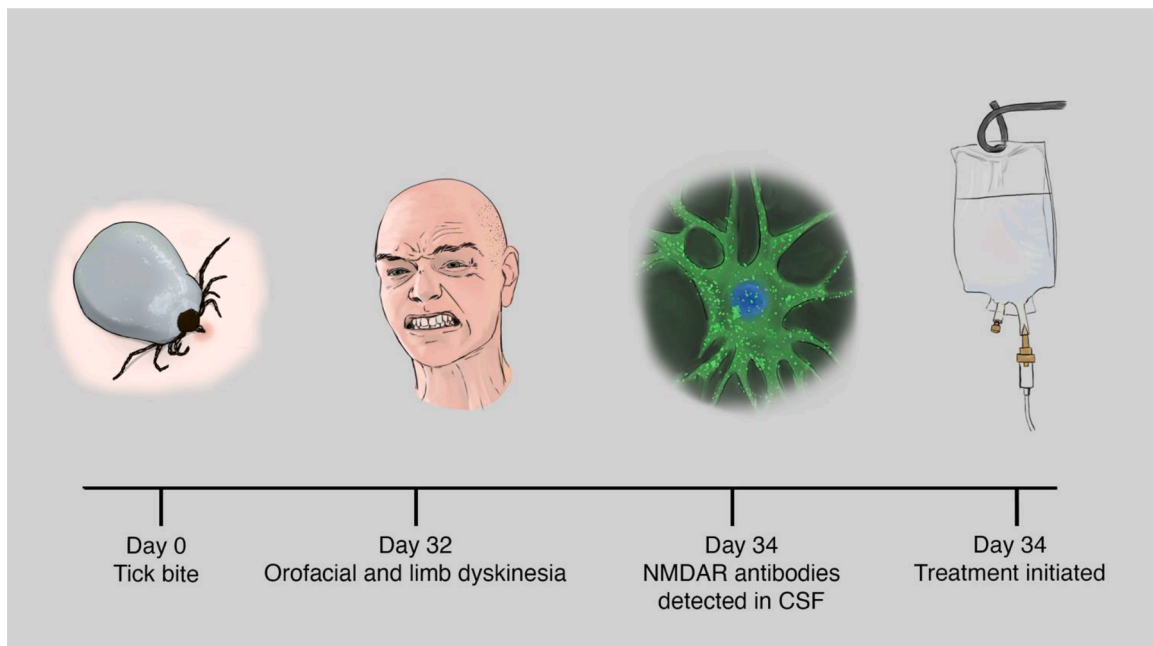 Day 0
Tick bite
Day 32
Orofacial and limb dyskinesia
Day 34
NMDAR antibodies
detected in CSF
Day 34
Treatment initiated